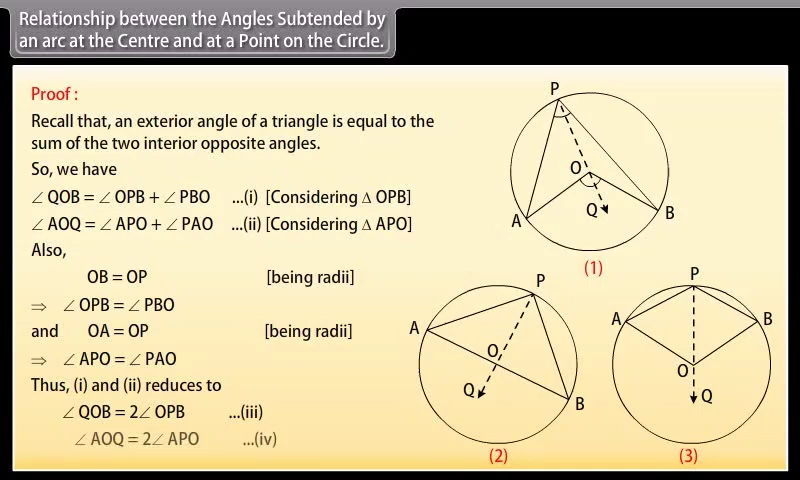 Relationship between the Angles Subtended by
an arc at the Centre and at a Point on the Circle.
Proof :
Recall that, an exterior angle of a triangle is equal to the
sum of the two interior opposite angles.
So, we have
∠ QOB = ∠ OPB + ∠ PBO ...(i) [Considering Δ OPB]
∠ AOQ = ∠ APO + ∠ PAO ...(ii) [Considering Δ APO]
Also,
OB = OP [being radii]
⇒ ∠ OPB = ∠ PBO
and OA = OP [being radii]
⇒ ∠ APO = ∠ PAO
Thus, (i) and (ii) reduces to
∠ QOB = 2∠ OPB ...(iii)
∠ AOQ = 2∠ APO ...(iv)
P
O
Q
A
B
(1)
P
A
O
Q
B
(2)
P
A
B
O
Q
(3)